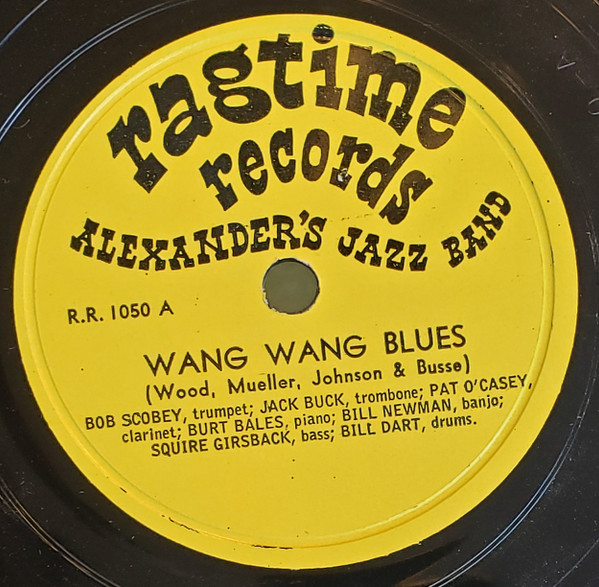 ragtime
records
ALEXANDER'S JAZZ BAND
R.R. 1050 A
WANG WANG BLUES
(Wood, Mueller, Johnson & Busse)
BOB SCOBEY, trumpet; JACK BUCK, trombone; PAT O'CASEY,
clarinet; BURT BALES, piano; BILL NEWMAN, banjo;
SQUIRE GIRSBACK, bass; BILL DART, drums.